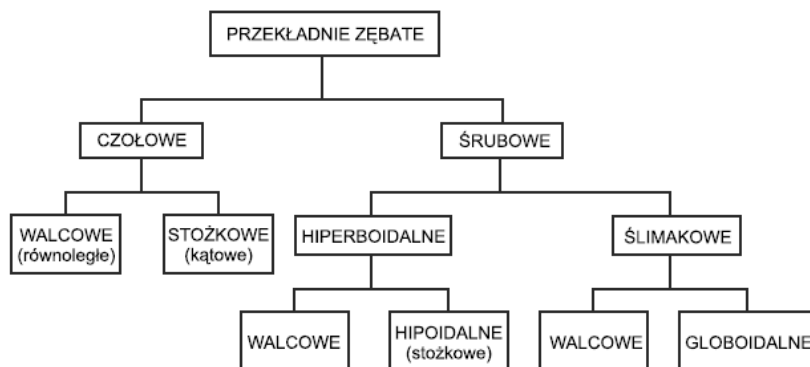 PRZEKŁADNIE ZĘBATE
CZOŁOWE
ŚRUBOWE
WALCOWE
(równoległe)
STOŻKOWE
(kątowe)
HIPERBOIDALNE
ŚLIMAKOWE
WALCOWE
HIPOIDALNE
(stożkowe)
WALCOWE
GLOBOIDALNE